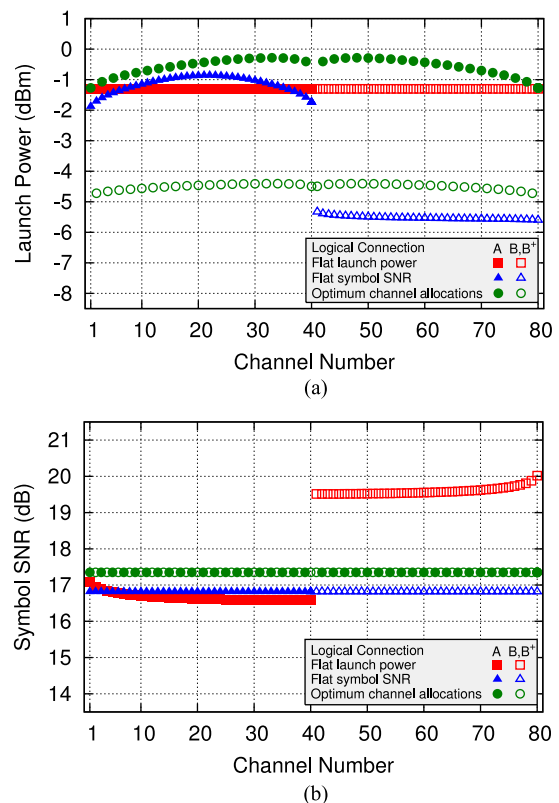 1
0
-1
-2
-3
-4
-5
-6
-7
-8
Launch Power (dBm)
Logical Connection A B,B+
Flat launch power
Flat symbol SNR
Optimum channel allocations
1 10 20 30 40 50 60 70 80
Channel Number
(a)
21
20
19
18
17
16
15
14
Symbol SNR (dB)
Logical Connection A B,B+
Flat launch power
Flat symbol SNR
Optimum channel allocations
1 10 20 30 40 50 60 70 80
Channel Number
(b)